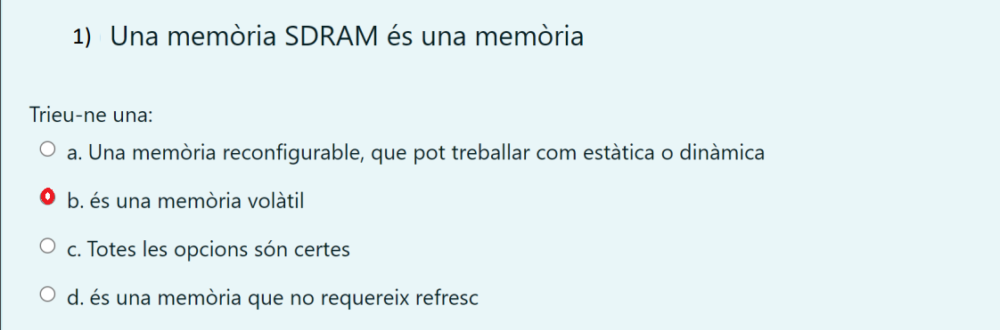 1) Una memòria SDRAM és una memòria
Trieu-ne una:
a. Una memòria reconfigurable, que pot treballar com estàtica o dinàmica
b. és una memòria volàtil
c. Totes les opcions són certes
d. és una memòria que no requereix refresc